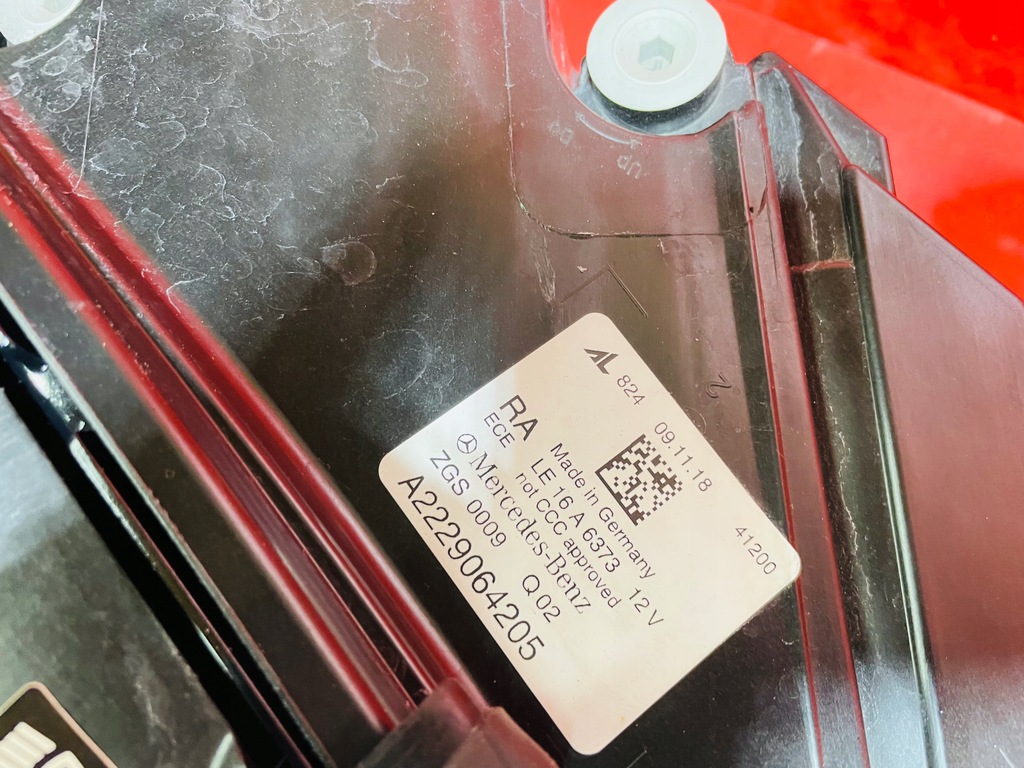 AL 824 09.11.18 41200
RA Made in Germany 12 V
ECE LE 16 A 6373
not CCC approved
Mercedes-Benz
ZGS 0009 Q 02
A2229064205
UP